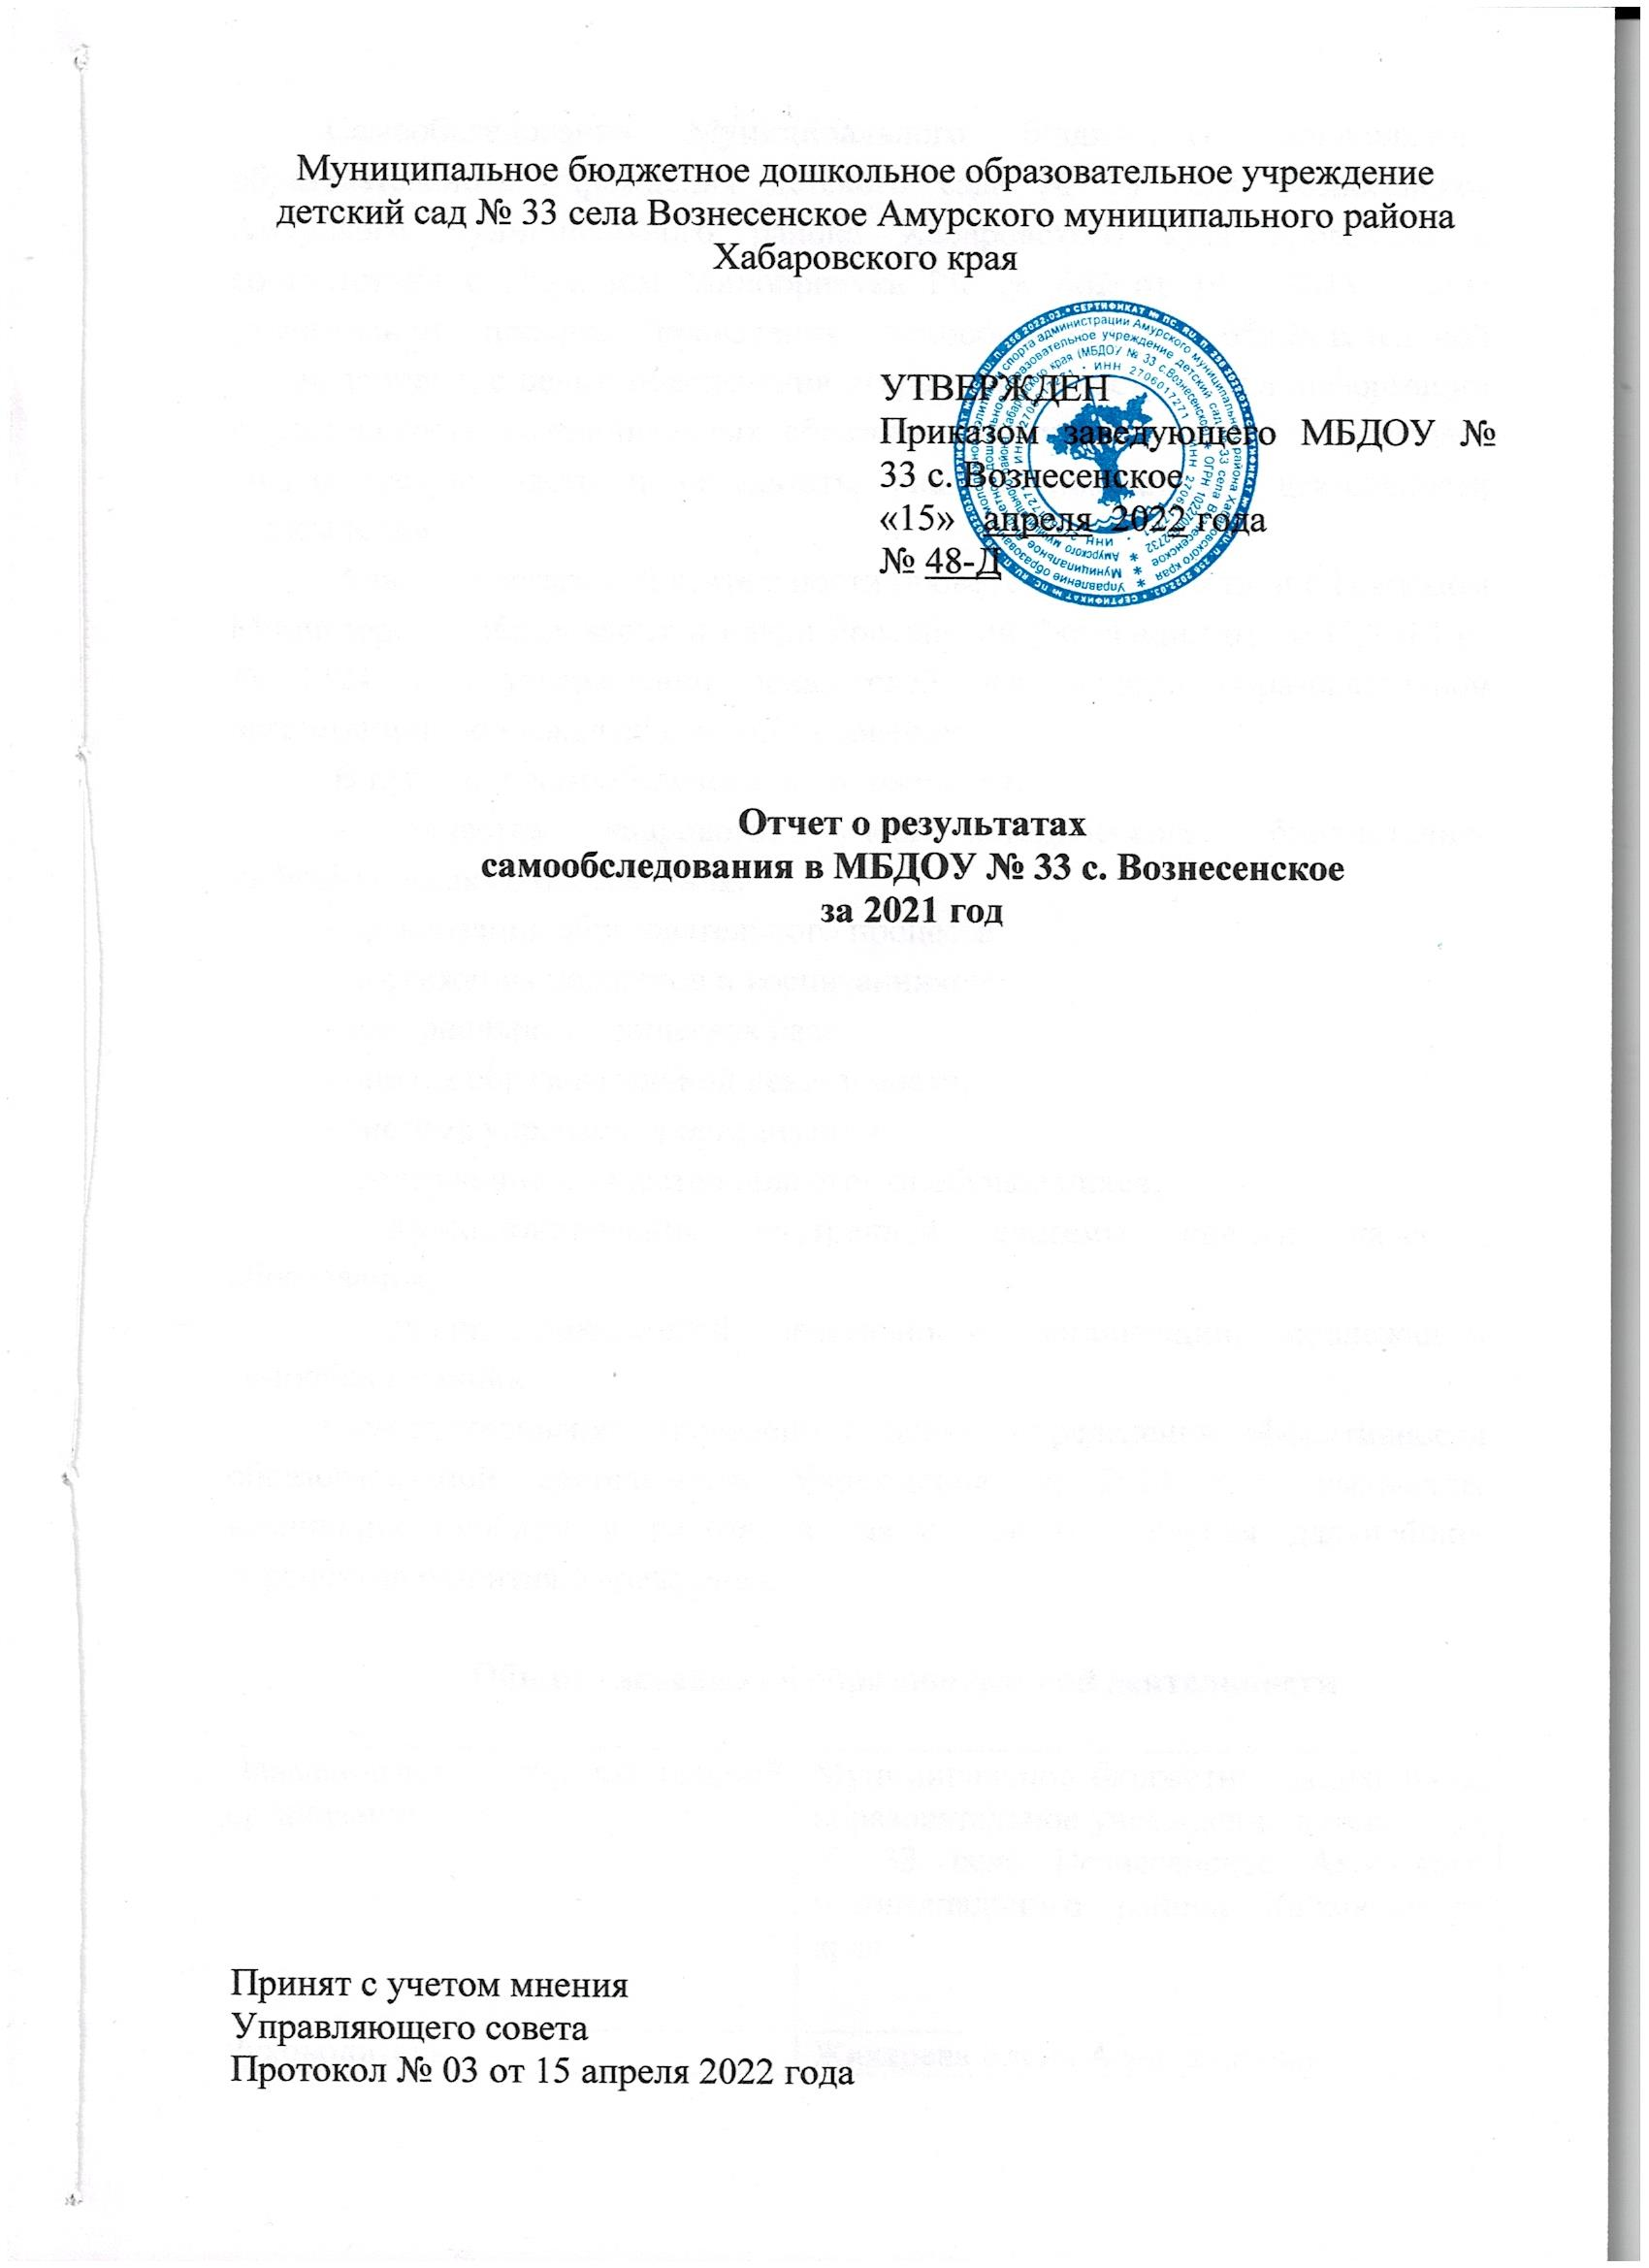 Муниципальное бюджетное дошкольное образовательное учреждение
детский сад № 33 села Вознесенское Амурского муниципального района
Хабаровского края
УТВЕРЖДЕН
Приказом заведующего МБДОУ №
33 с. Вознесенское
«15» апреля 2022 года
№ 48-Д
Отчет о результатах
самообследования в МБДОУ № 33 с. Вознесенское
за 2021 год
Принят с учетом мнения
Управляющего совета
Протокол № 03 от 15 апреля 2022 года